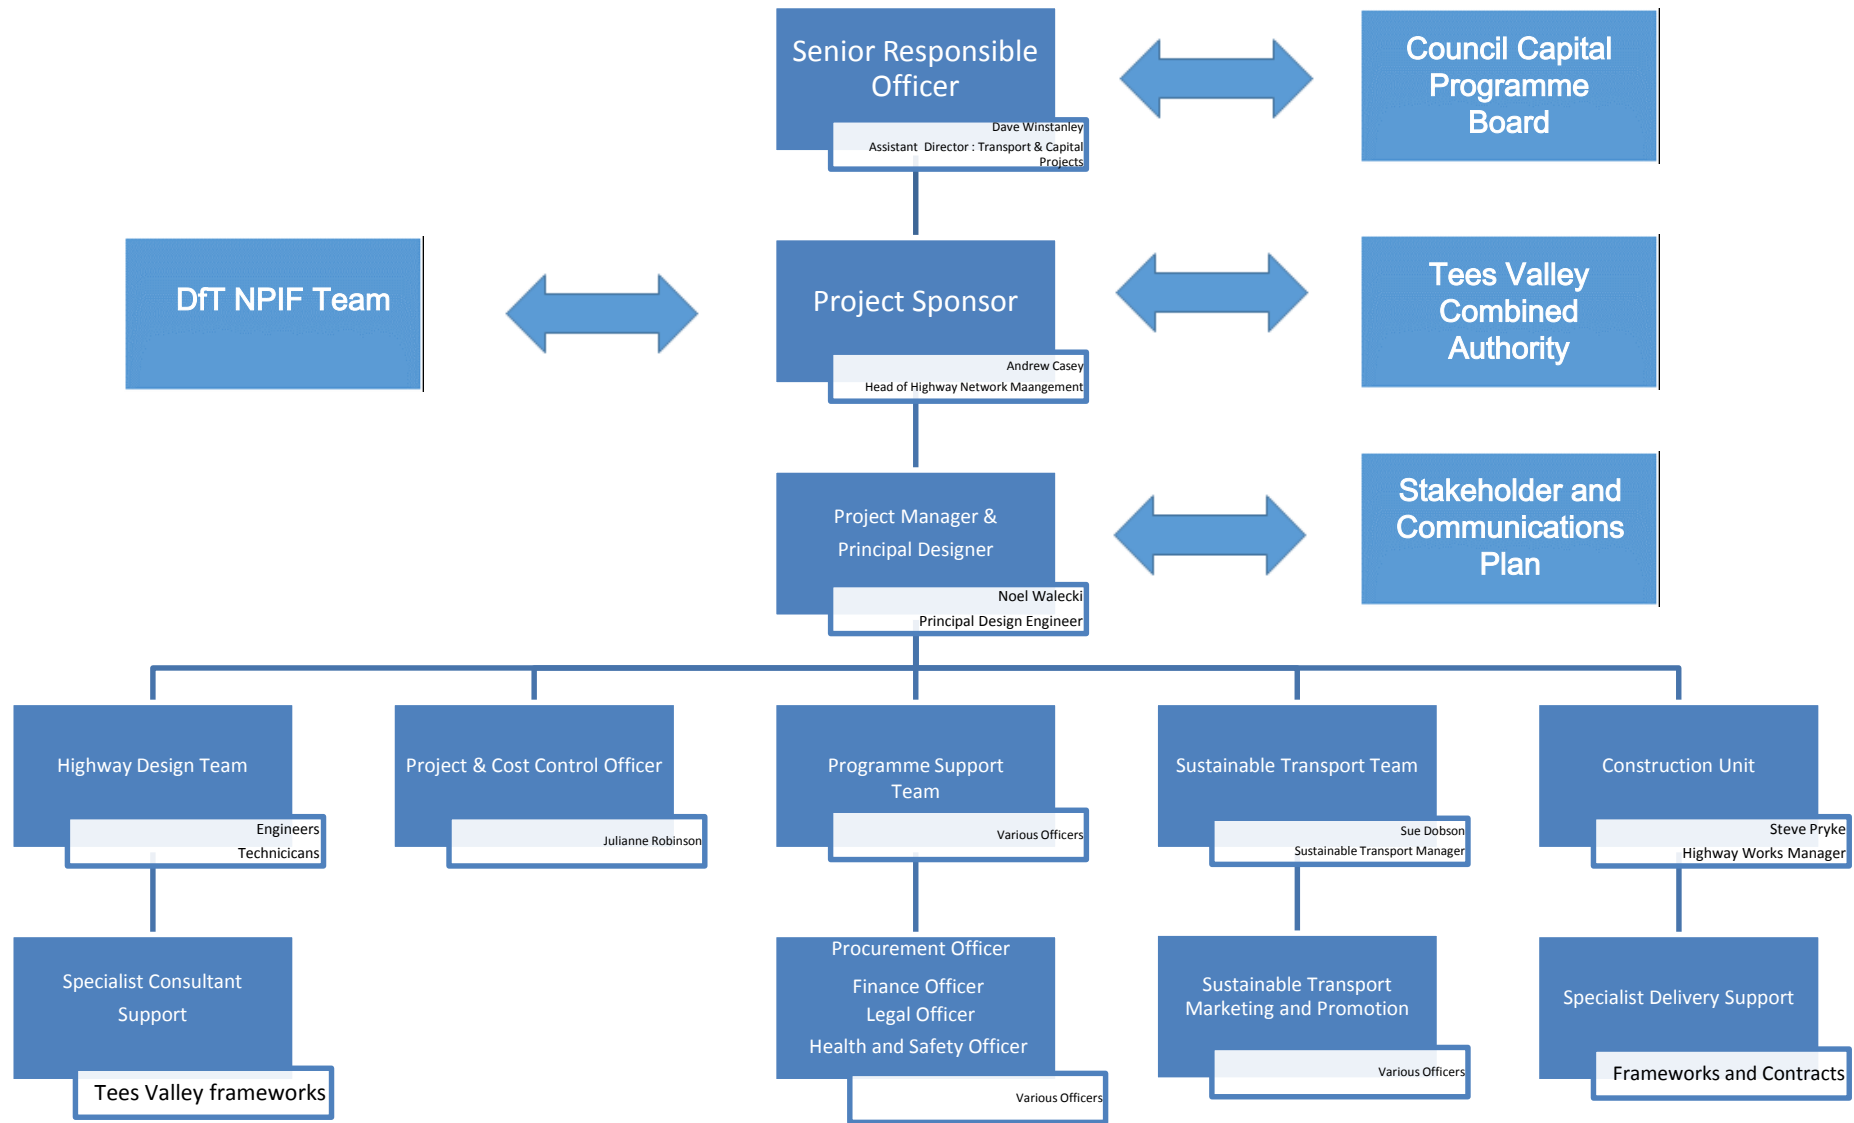 Senior Responsible
Officer
Dave Winstanley
Assistant Director : Transport & Capital
Projects
Council Capital
Programme
Board
DfT NPIF Team
Project Sponsor
Andrew Casey
Head of Highway Network Maangement
Tees Valley
Combined
Authority
Project Manager &
Principal Designer
Noel Walecki
Principal Design Engineer
Stakeholder and
Communications
Plan
Highway Design Team
Engineers
Technicicans
Project & Cost Control Officer
Julianne Robinson
Programme Support
Team
Various Officers
Sustainable Transport Team
Sue Dobson
Sustainable Transport Manager
Construction Unit
Steve Pryke
Highway Works Manager
Specialist Consultant
Support
Tees Valley frameworks
Procurement Officer
Finance Officer
Legal Officer
Health and Safety Officer
Various Officers
Sustainable Transport
Marketing and Promotion
Various Officers
Specialist Delivery Support
Frameworks and Contracts